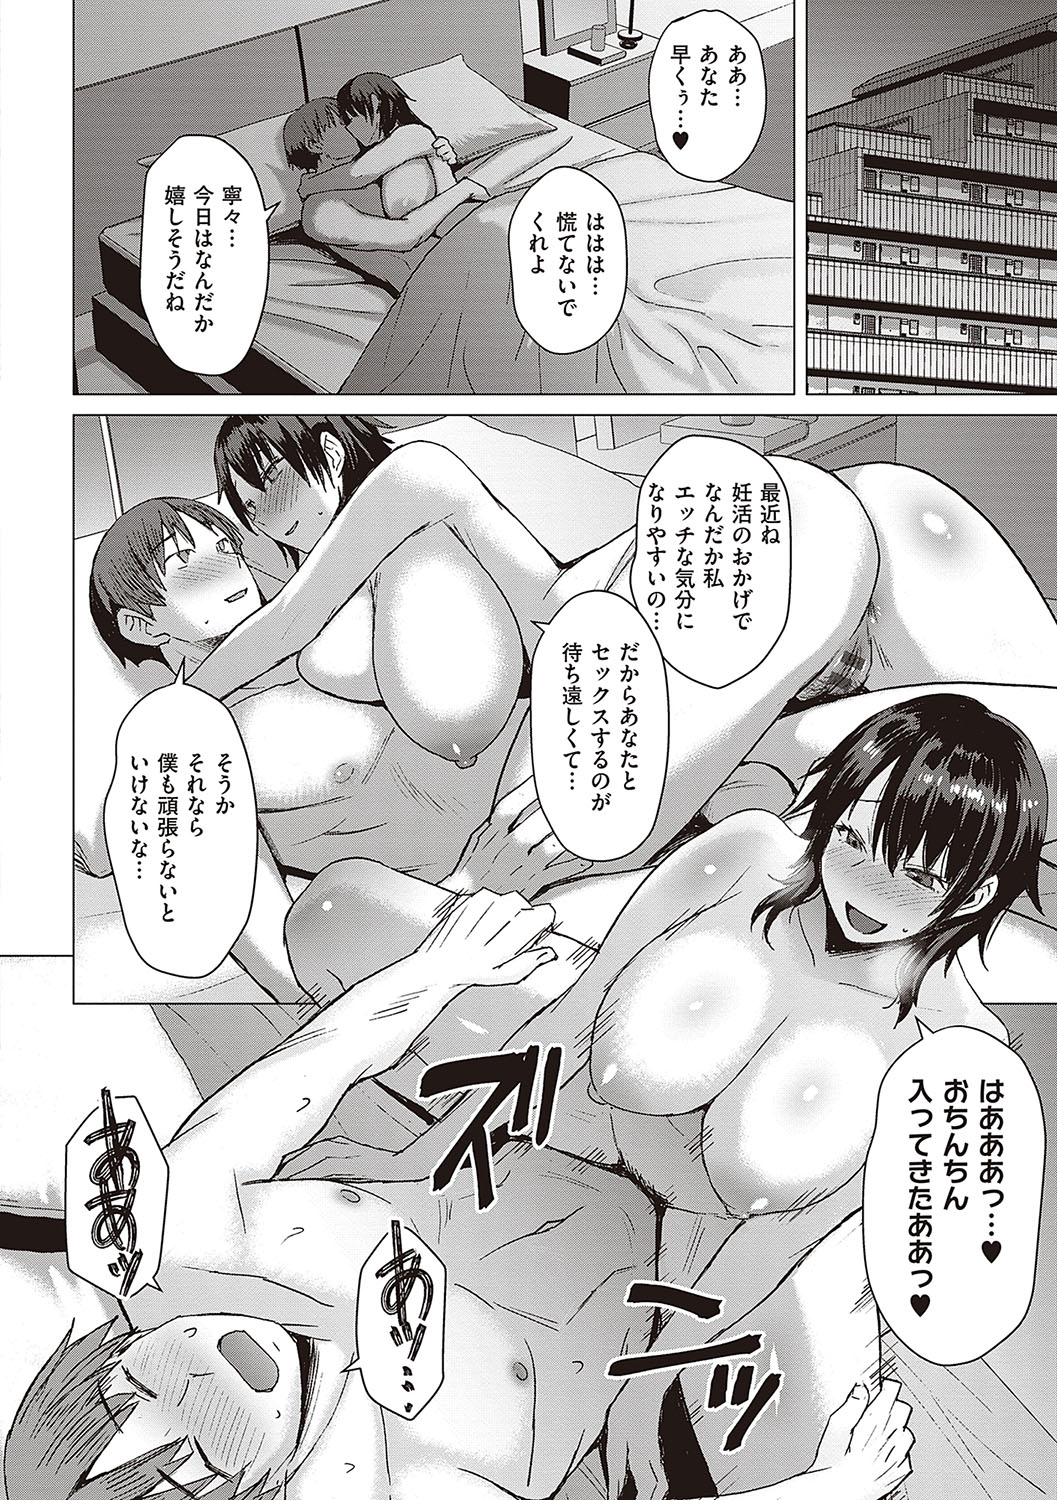 ああ…
あなた
早くぅ…♥
ははは…
慌てないで
くれよ
寧々…
今日はなんだか
嬉しそうだね
最近ね
妊活のおかげで
なんだか私
エッチな気分に
なりやすいの…
だからあなたと
セックスするのが
待ち遠しくて…
そうか
それなら
僕も頑張らないと
いけないな…
はあああっ…♥
おちんちん
入ってきたああっ♥
ズ
ーッ
あっ…
ああッ